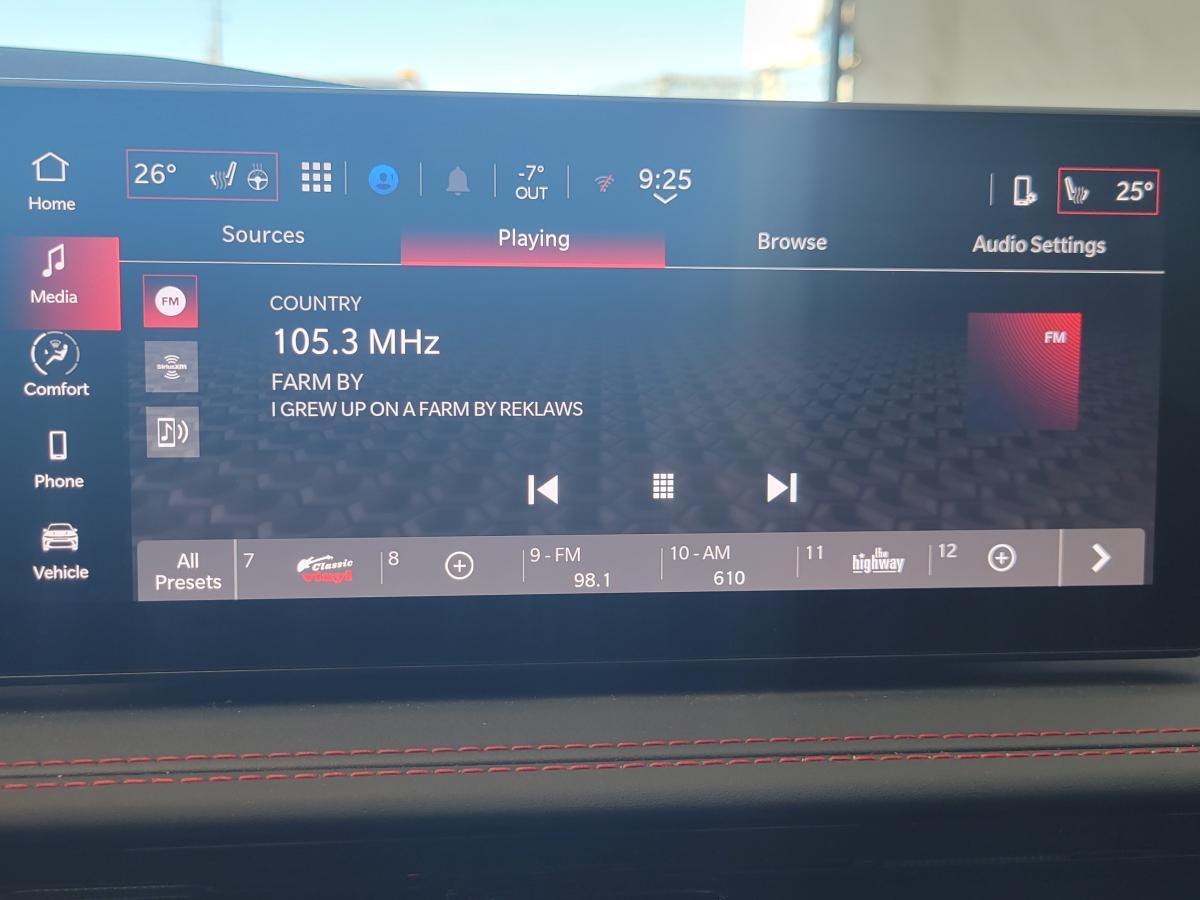 Home
26°
-7°
OUT
9:25
25°
Sources
Playing
Browse
Audio Settings
Media
FM
COUNTRY
105.3 MHz
FARM BY
I GREW UP ON A FARM BY REKLAWS
FM
SiriusXM
Comfort
Phone
Vehicle
All
Presets
7
Classic
vinyl
8
9 - FM
98.1
10 - AM
610
11
the
highway
12